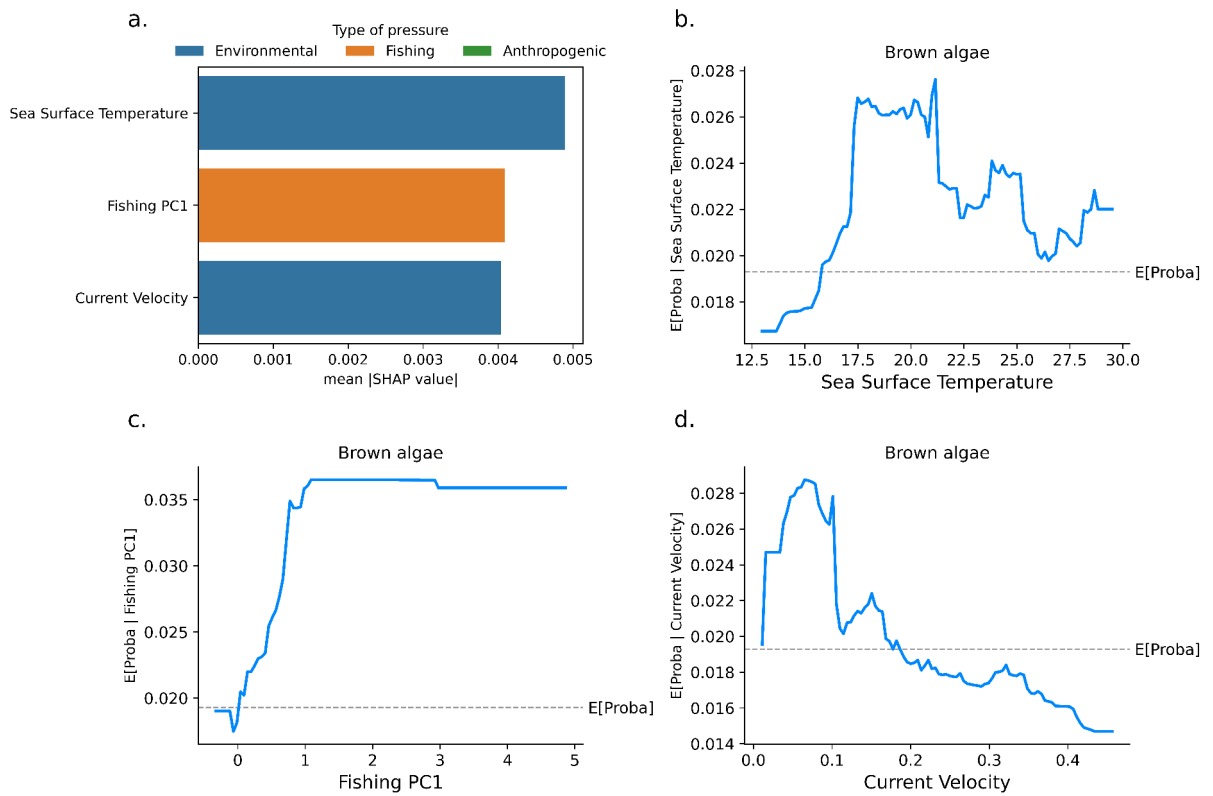 a.
Type of pressure
Environmental Fishing Anthropogenic
Sea Surface Temperature
Fishing PC1
Current Velocity
0.000 0.001 0.002 0.003 0.004 0.005
mean |SHAP value|
b.
Brown algae
E[Proba | Sea Surface Temperature]
0.028
0.026
0.024
0.022
0.020
0.018
E[Proba]
12.5 15.0 17.5 20.0 22.5 25.0 27.5 30.0
Sea Surface Temperature
c.
Brown algae
E[Proba | Fishing PC1]
0.035
0.030
0.025
0.020
E[Proba]
0 1 2 3 4 5
Fishing PC1
d.
Brown algae
E[Proba | Current Velocity]
0.028
0.026
0.024
0.022
0.020
0.018
0.016
0.014
E[Proba]
0.0 0.1 0.2 0.3 0.4
Current Velocity